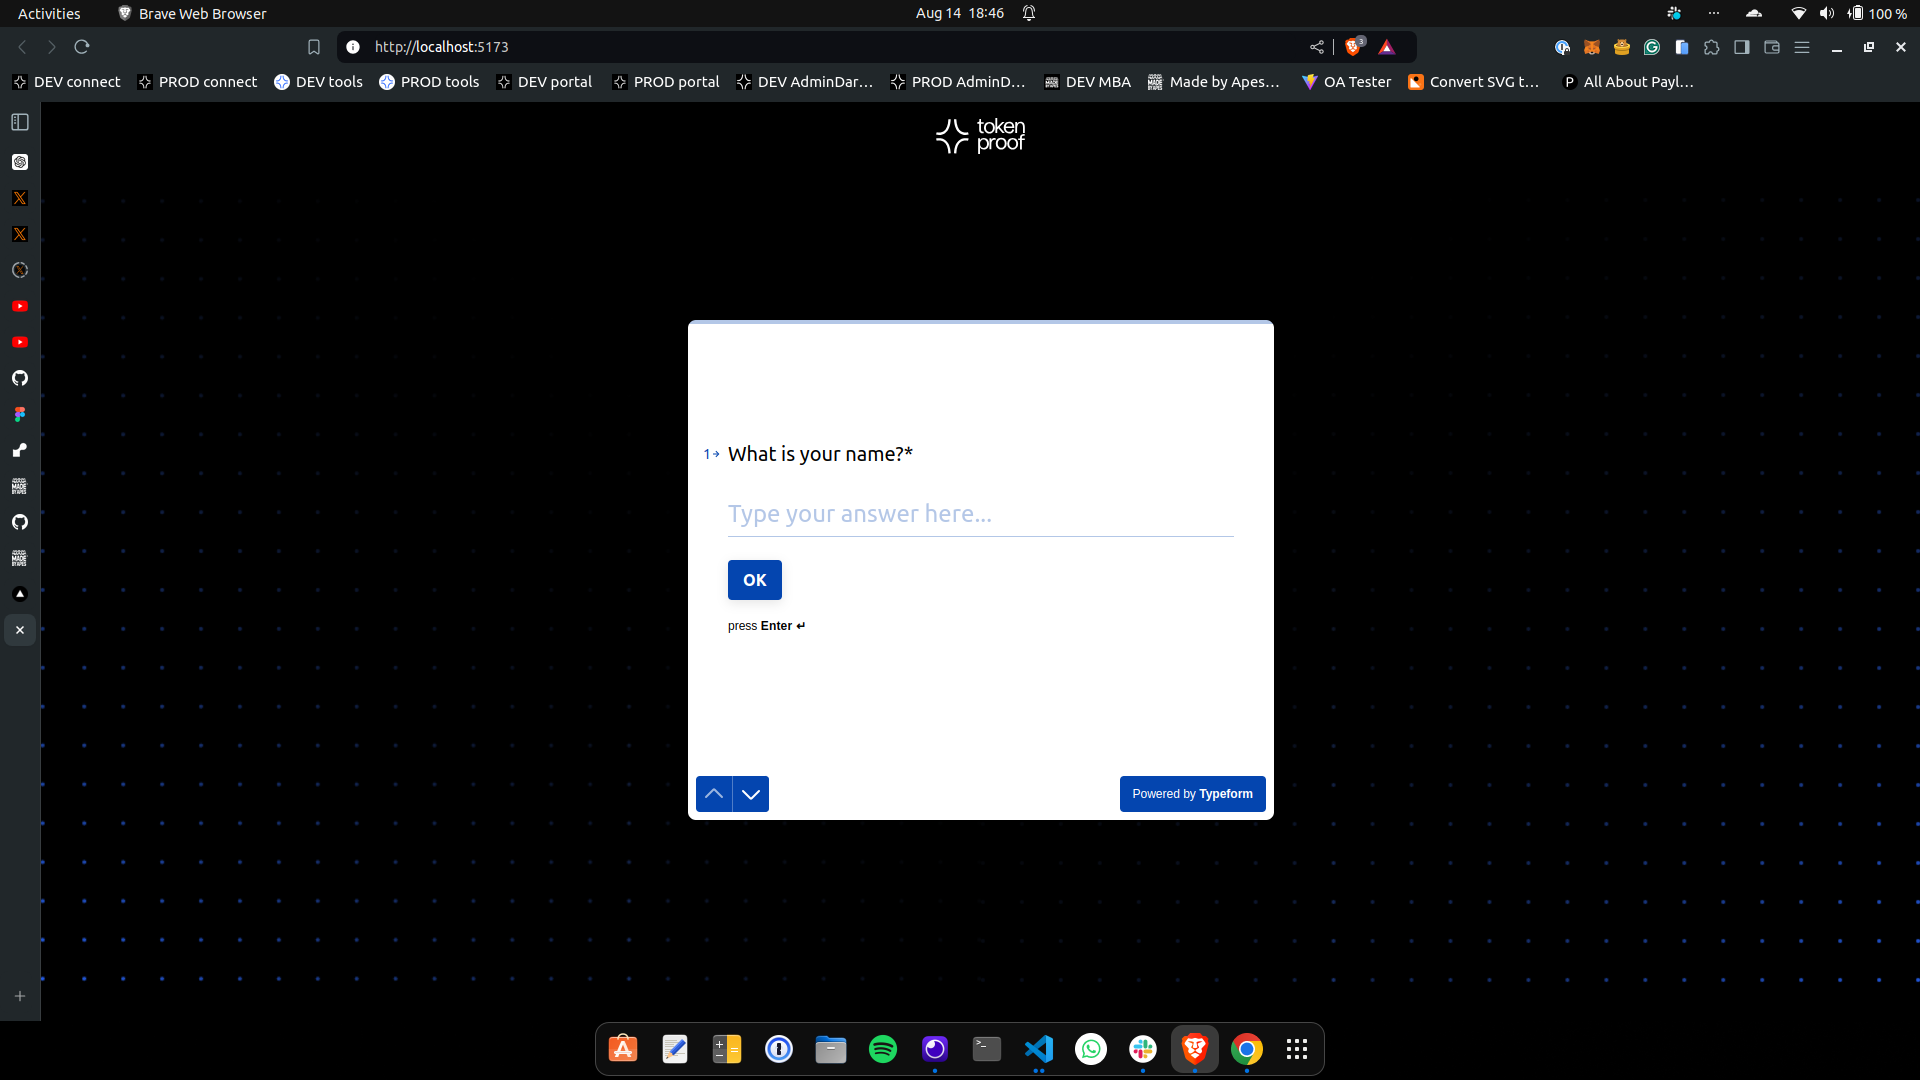 Activities
Brave Web Browser
Aug 14 18:46
100 %
http://localhost:5173
3
DEV connect
PROD connect
DEV tools
PROD tools
DEV portal
PROD portal
DEV AdminDar…
PROD AdminD…
DEV MBA
Made by Apes…
OA Tester
Convert SVG t…
P
All About Payl…
token
proof
1
What is your name?*
Type your answer here...
OK
press Enter ↵
Powered by Typeform